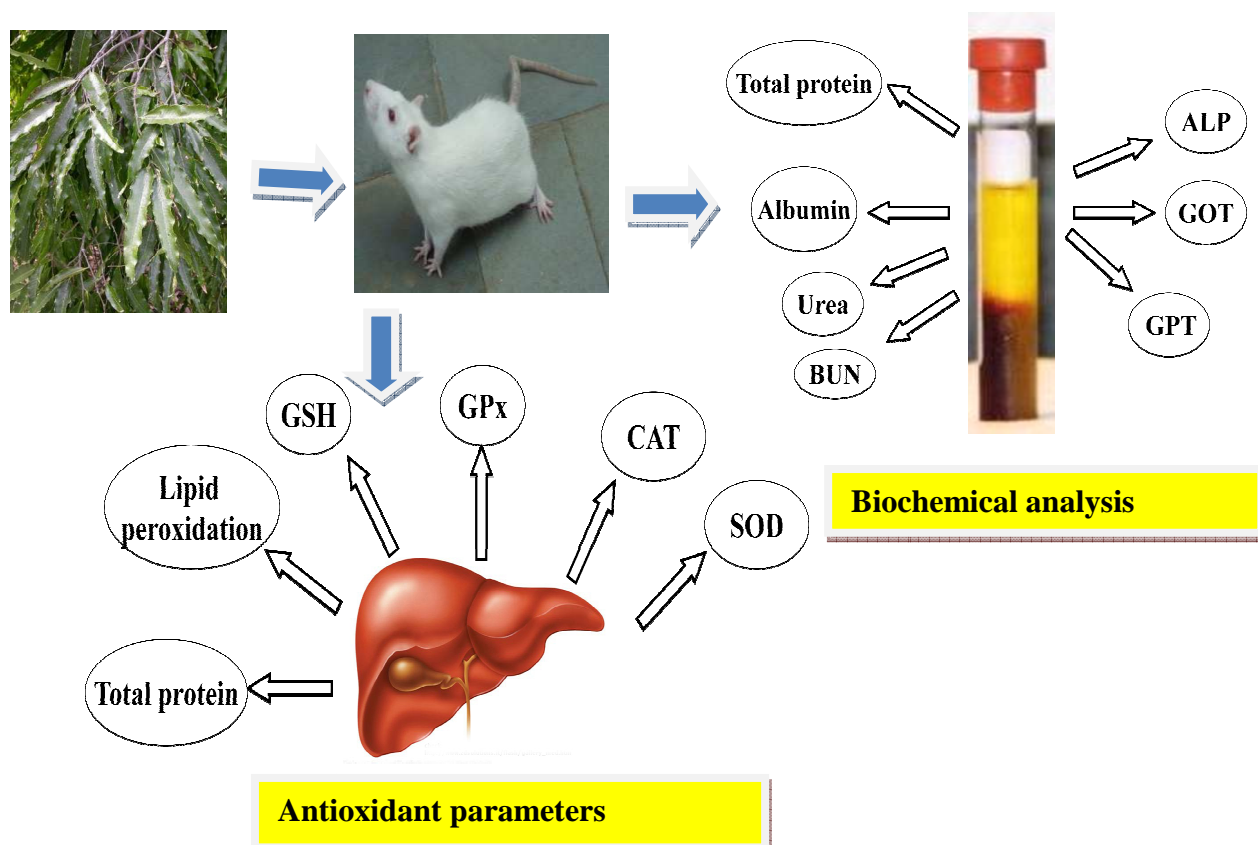 Total protein
Albumin
Urea
BUN
ALP
GOT
GPT
Biochemical analysis
GSH
GPx
CAT
SOD
Lipid
peroxidation
Total protein
Antioxidant parameters